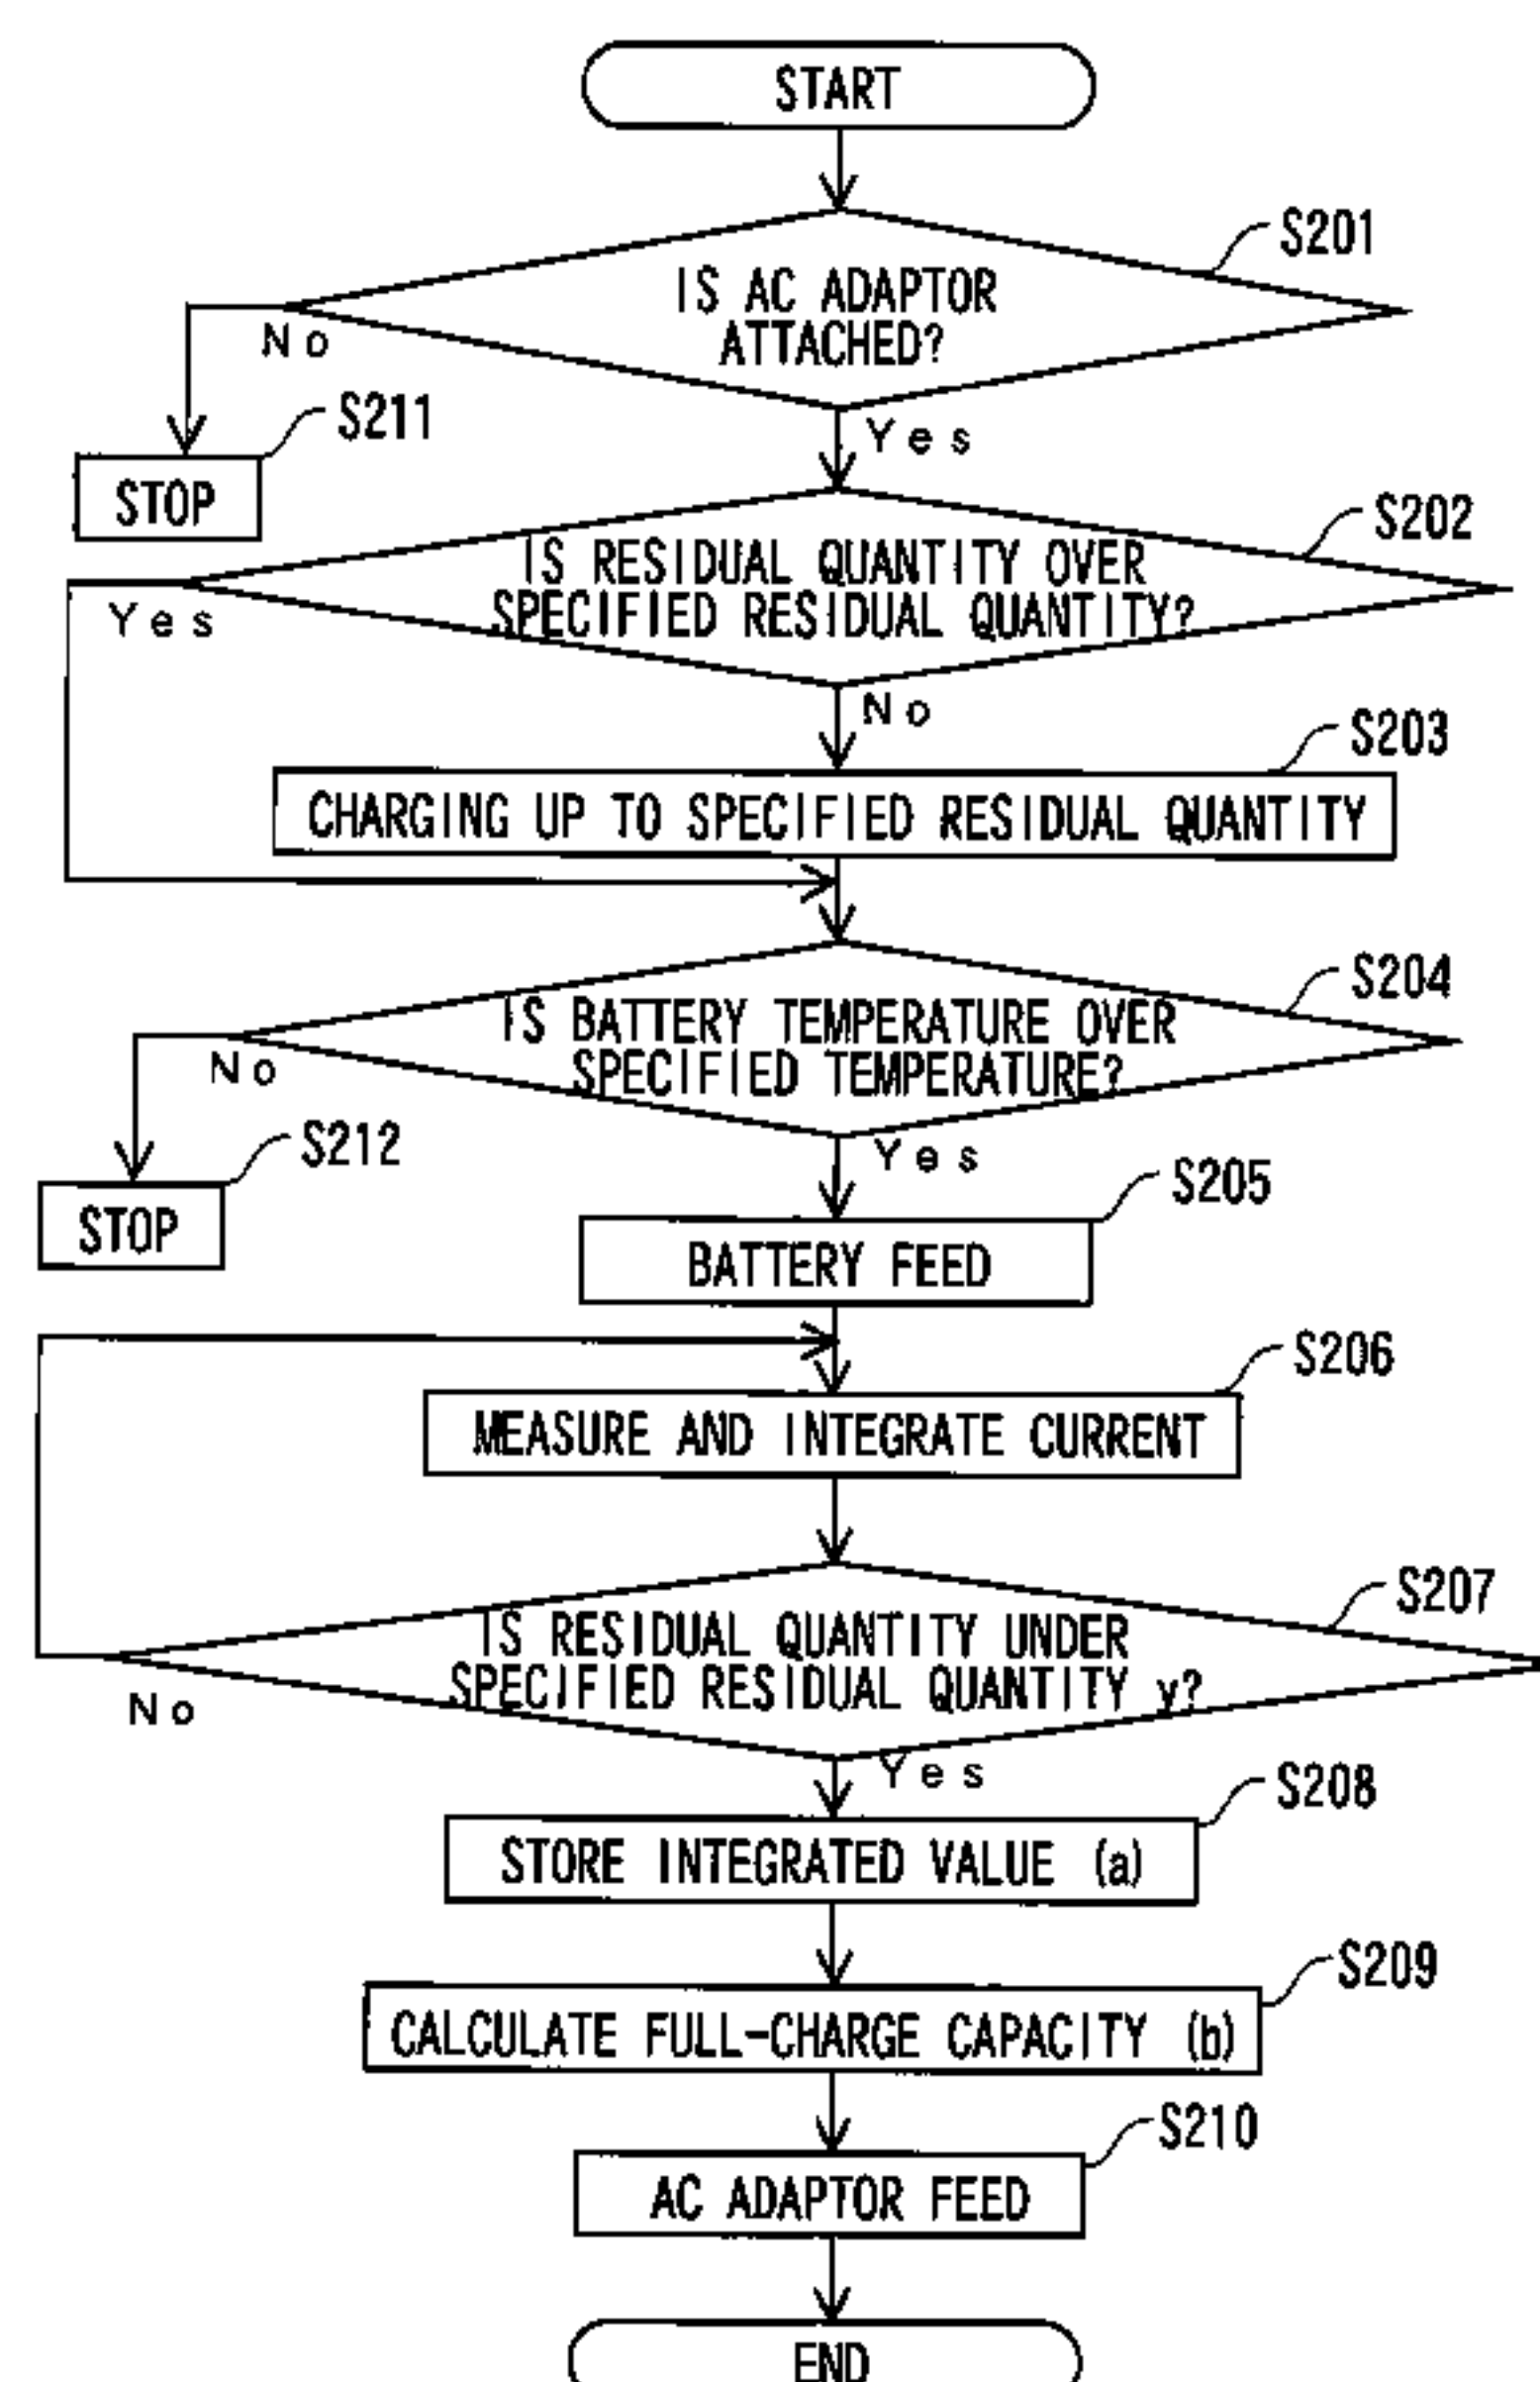 START
S201
IS AC ADAPTOR
ATTACHED?
No
Yes
S211
STOP
S202
IS RESIDUAL QUANTITY OVER
SPECIFIED RESIDUAL QUANTITY?
Yes
No
S203
CHARGING UP TO SPECIFIED RESIDUAL QUANTITY
S204
IS BATTERY TEMPERATURE OVER
SPECIFIED TEMPERATURE?
No
Yes
S212
STOP
S205
BATTERY FEED
S206
MEASURE AND INTEGRATE CURRENT
S207
IS RESIDUAL QUANTITY UNDER
SPECIFIED RESIDUAL QUANTITY y?
No
Yes
S208
STORE INTEGRATED VALUE (a)
S209
CALCULATE FULL-CHARGE CAPACITY (b)
S210
AC ADAPTOR FEED
END